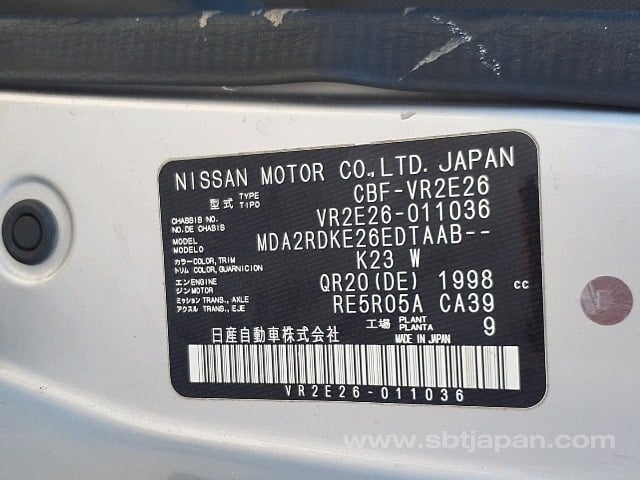 NISSAN MOTOR CO.,LTD. JAPAN
型式 TYPE TIPO CBF-VR2E26
CHASSIS NO. NO.DE CHASIS VR2E26-011036
MODEL MODELO MDA2RDKE26EDTAAB--
カラー COLOR, TRIM トリム COLOR, GUARNICION K23 W
エンジン ENGINE MOTOR QR20(DE) 1998 cc
ミッション TRANS., AXLE アクスル TRANS., EJE RE5R05A CA39
工場 PLANT PLANTA 9
日産自動車株式会社 MADE IN JAPAN
VR2E26-011036
www.sbtjapan.com